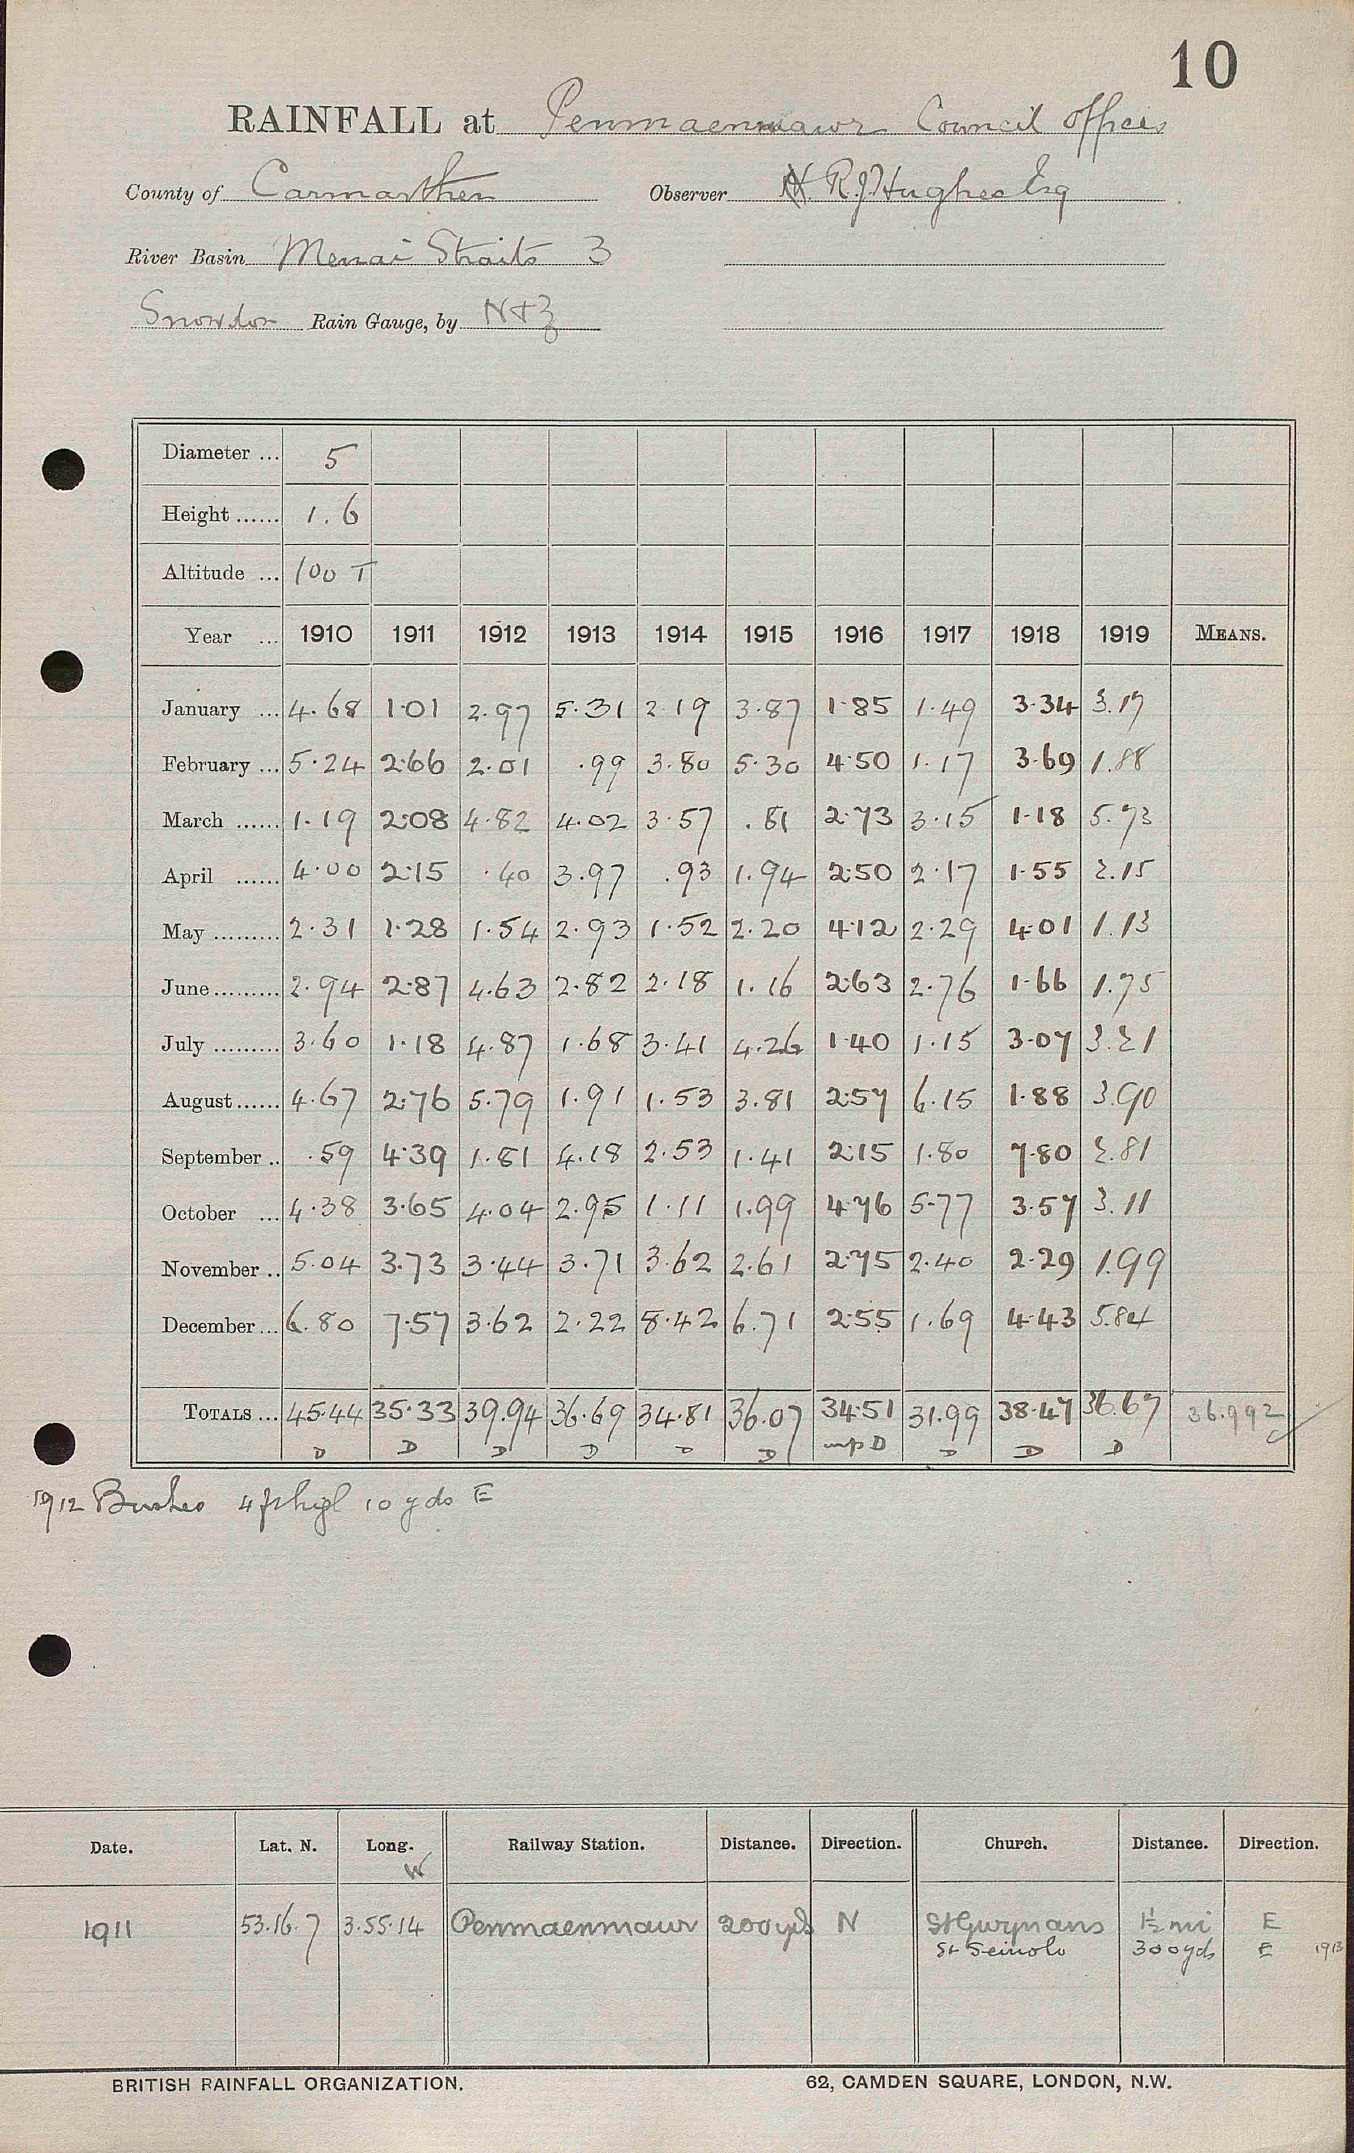 10
RAINFALL at Penmaenmawr Council Offices
County of Carmarthen Observer R.J. Hughes Esq
River Basin Menai Straits 3
Snowdon Rain Gauge, by N+Z
Diameter ... 5
Height ...... 1.6
Altitude ... 100 T
Year ... 1910 1911 1912 1913 1914 1915 1916 1917 1918 1919 MEANS.
January ... 4.68 1.01 2.97 5.31 2.19 3.87 1.85 1.49 3.34 3.17
February ... 5.24 2.66 2.01 .99 3.80 5.30 4.50 1.17 3.69 1.88
March ...... 1.19 2.08 4.82 4.02 3.57 .81 2.73 3.15 1.18 5.73
April ...... 4.00 2.15 .40 3.97 .93 1.94 2.50 2.17 1.55 2.15
May ......... 2.31 1.28 1.54 2.93 1.52 2.20 4.12 2.29 4.01 1.13
June ......... 2.94 2.87 4.63 2.82 2.18 1.16 2.63 2.76 1.66 1.75
July ......... 3.60 1.18 4.87 1.68 3.41 4.26 1.40 1.15 3.07 3.21
August ...... 4.67 2.76 5.79 1.91 1.53 3.81 2.57 6.15 1.88 3.90
September .. .59 4.39 1.81 4.18 2.53 1.41 2.15 1.80 7.80 2.81
October ... 4.38 3.65 4.04 2.95 1.11 1.99 4.76 5.77 3.57 3.11
November .. 5.04 3.73 3.44 3.71 3.62 2.61 2.75 2.40 2.29 1.99
December ... 6.80 7.57 3.62 2.22 8.42 6.71 2.55 1.69 4.43 5.84
TOTALS ... 45.44 35.33 39.94 36.69 34.81 36.07 34.51 31.99 38.47 36.67 36.992
D D D D D D D D D D
1912 Bushes 4 ft high 10 yds E
Date. Lat. N. Long. W Railway Station. Distance. Direction. Church. Distance. Direction.
1911 53.16.7 3.55.14 Penmaenmawr 200 yds N St Gwynans 1½ mi E
St Seiriols 300 yds E 1913
BRITISH RAINFALL ORGANIZATION. 62, CAMDEN SQUARE, LONDON, N.W.